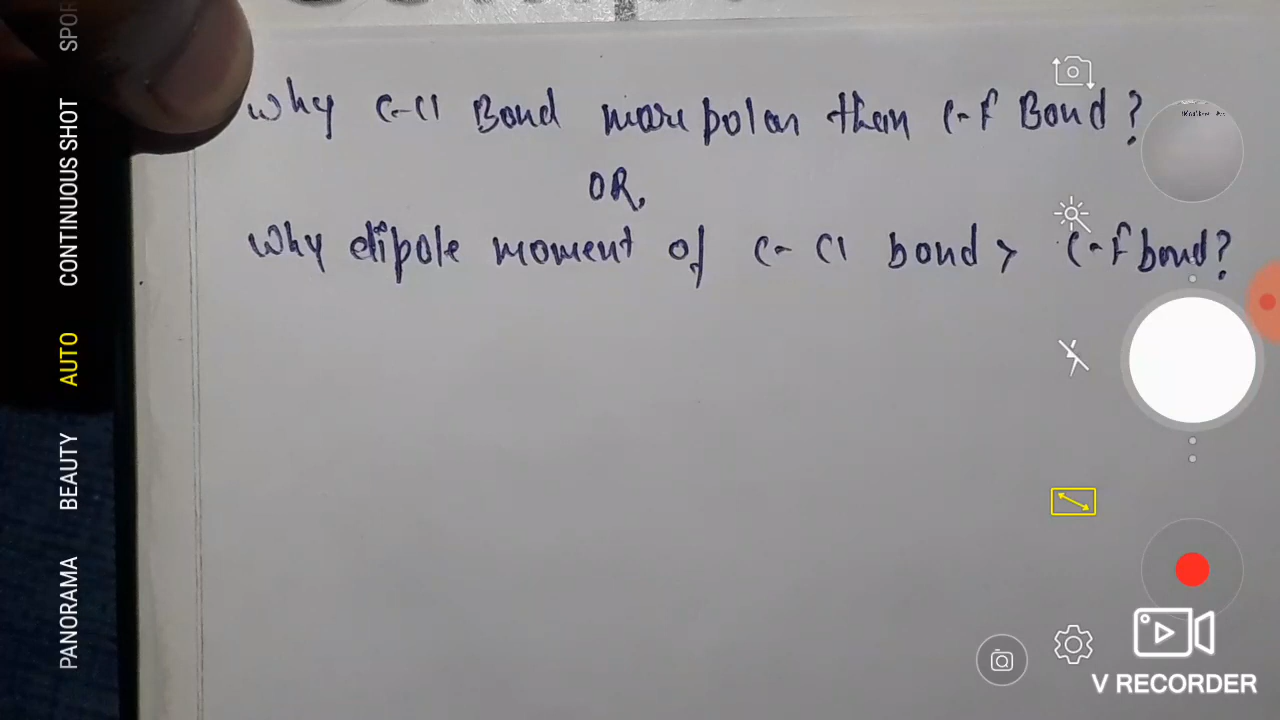 Why C-Cl Bond more polar than C-F Bond?
OR,
Why dipole moment of C-Cl bond > C-F bond?
PANORAMA
BEAUTY
AUTO
CONTINUOUS SHOT
SPOR
V RECORDER